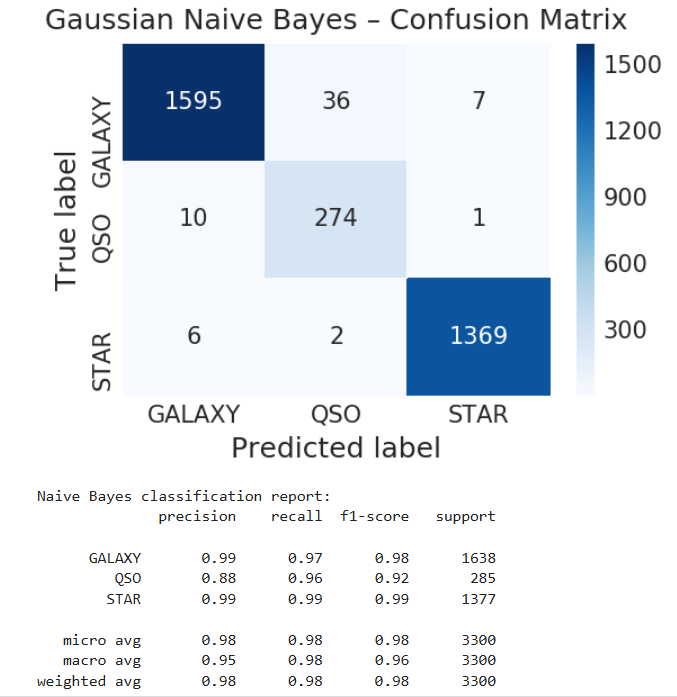 Gaussian Naive Bayes – Confusion Matrix
True label
GALAXY 1595 36 7
QSO 10 274 1
STAR 6 2 1369
GALAXY QSO STAR
Predicted label
1500
1200
900
600
300
Naive Bayes classification report:
precision recall f1-score support
GALAXY 0.99 0.97 0.98 1638
QSO 0.88 0.96 0.92 285
STAR 0.99 0.99 0.99 1377
micro avg 0.98 0.98 0.98 3300
macro avg 0.95 0.98 0.96 3300
weighted avg 0.98 0.98 0.98 3300